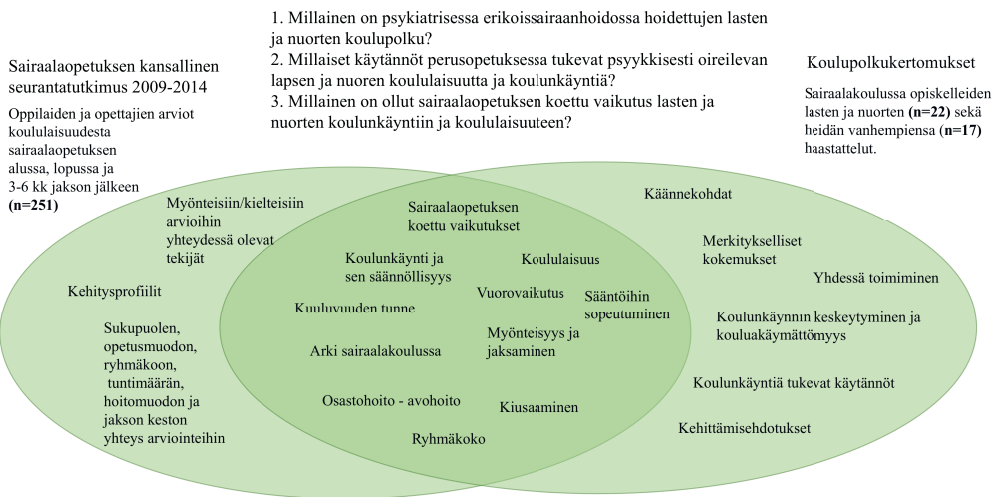 1. Millainen on psykiatrisessa erikoissairaanhoidossa hoidettujen lasten
ja nuorten koulupolku?
2. Millaiset käytännöt perusopetuksessa tukevat psyykkisesti oireilevan
lapsen ja nuoren koululaisuutta ja koulunkäyntiä?
3. Millainen on ollut sairaalaopetuksen koettu vaikutus lasten ja
nuorten koulunkäyntiin ja koululaisuuteen?
Sairaalaopetuksen kansallinen
seurantatutkimus 2009-2014
Oppilaiden ja opettajien arviot
koululaisuudesta
sairaalaopetuksen
alussa, lopussa ja
3-6 kk jakson jälkeen
(n=251)
Koulupolkukertomukset
Sairaalakoulussa opiskelleiden
lasten ja nuorten (n=22) sekä
heidän vanhempiensa (n=17)
haastattelut.
Myönteisiin/kielteisiin
arvioihin
yhteydessä olevat
tekijät
Kehitysprofiilit
Sukupuolen,
opetusmuodon,
ryhmäkoon,
tuntimäärän,
hoitomuodon ja
jakson keston
yhteys arviointeihin
Sairaalaopetuksen
koettu vaikutukset
Koulunkäynti ja
sen säännöllisyys
Koululaisuus
Vuorovaikutus
Sääntöihin
sopeutuminen
Kuuluvuuden tunne
Myönteisyys ja
jaksaminen
Arki sairaalakoulussa
Osastohoito - avohoito
Kiusaaminen
Ryhmäkoko
Käännekohdat
Merkitykselliset
kokemukset
Yhdessä toimiminen
Koulunkäynnin keskeytyminen ja
kouluakäymättömyys
Koulunkäyntiä tukevat käytännöt
Kehittämisehdotukset